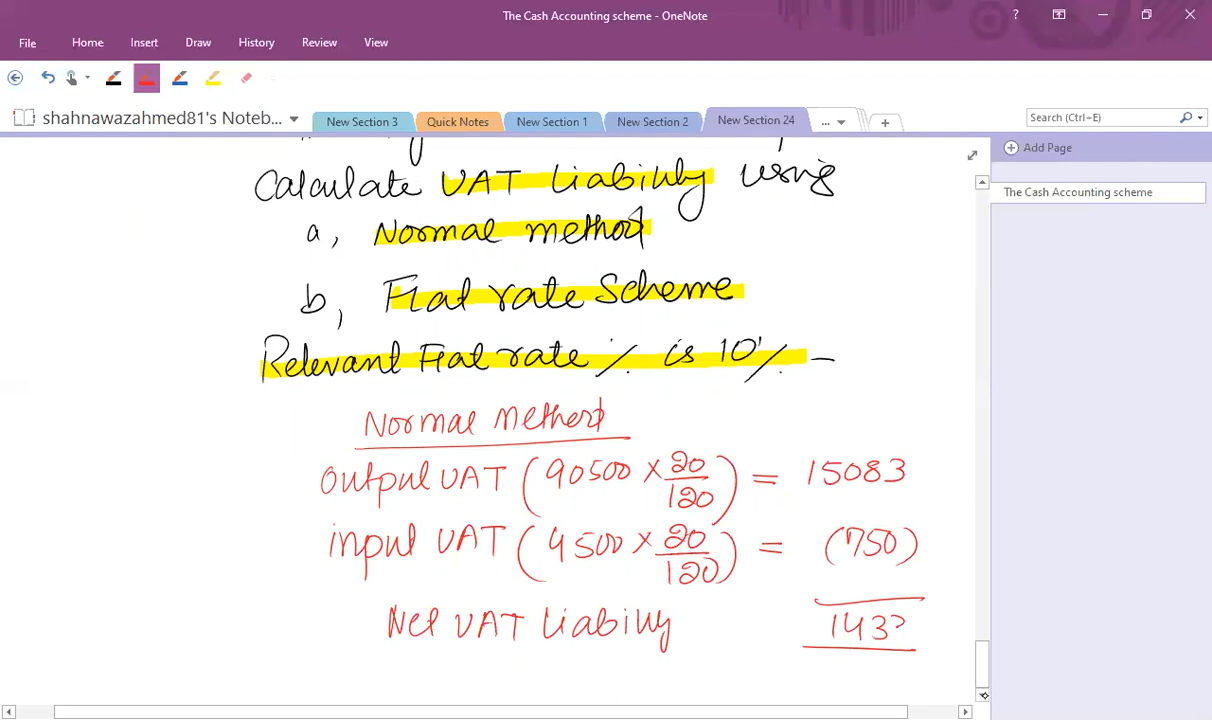 The Cash Accounting scheme - OneNote
?
File Home Insert Draw History Review View
shahnawazahmed81's Noteb...
New Section 3
Quick Notes
New Section 1
New Section 2
New Section 24
...
Search (Ctrl+E)
Add Page
The Cash Accounting scheme
Calculate VAT Liability using
a, Normal method
b, Flat rate Scheme
Relevant Flat rate % is 10% -
Normal Method
Output VAT (90500 × 20/120) = 15083
input VAT (4500 × 20/120) = (750)
Net VAT Liability 1433